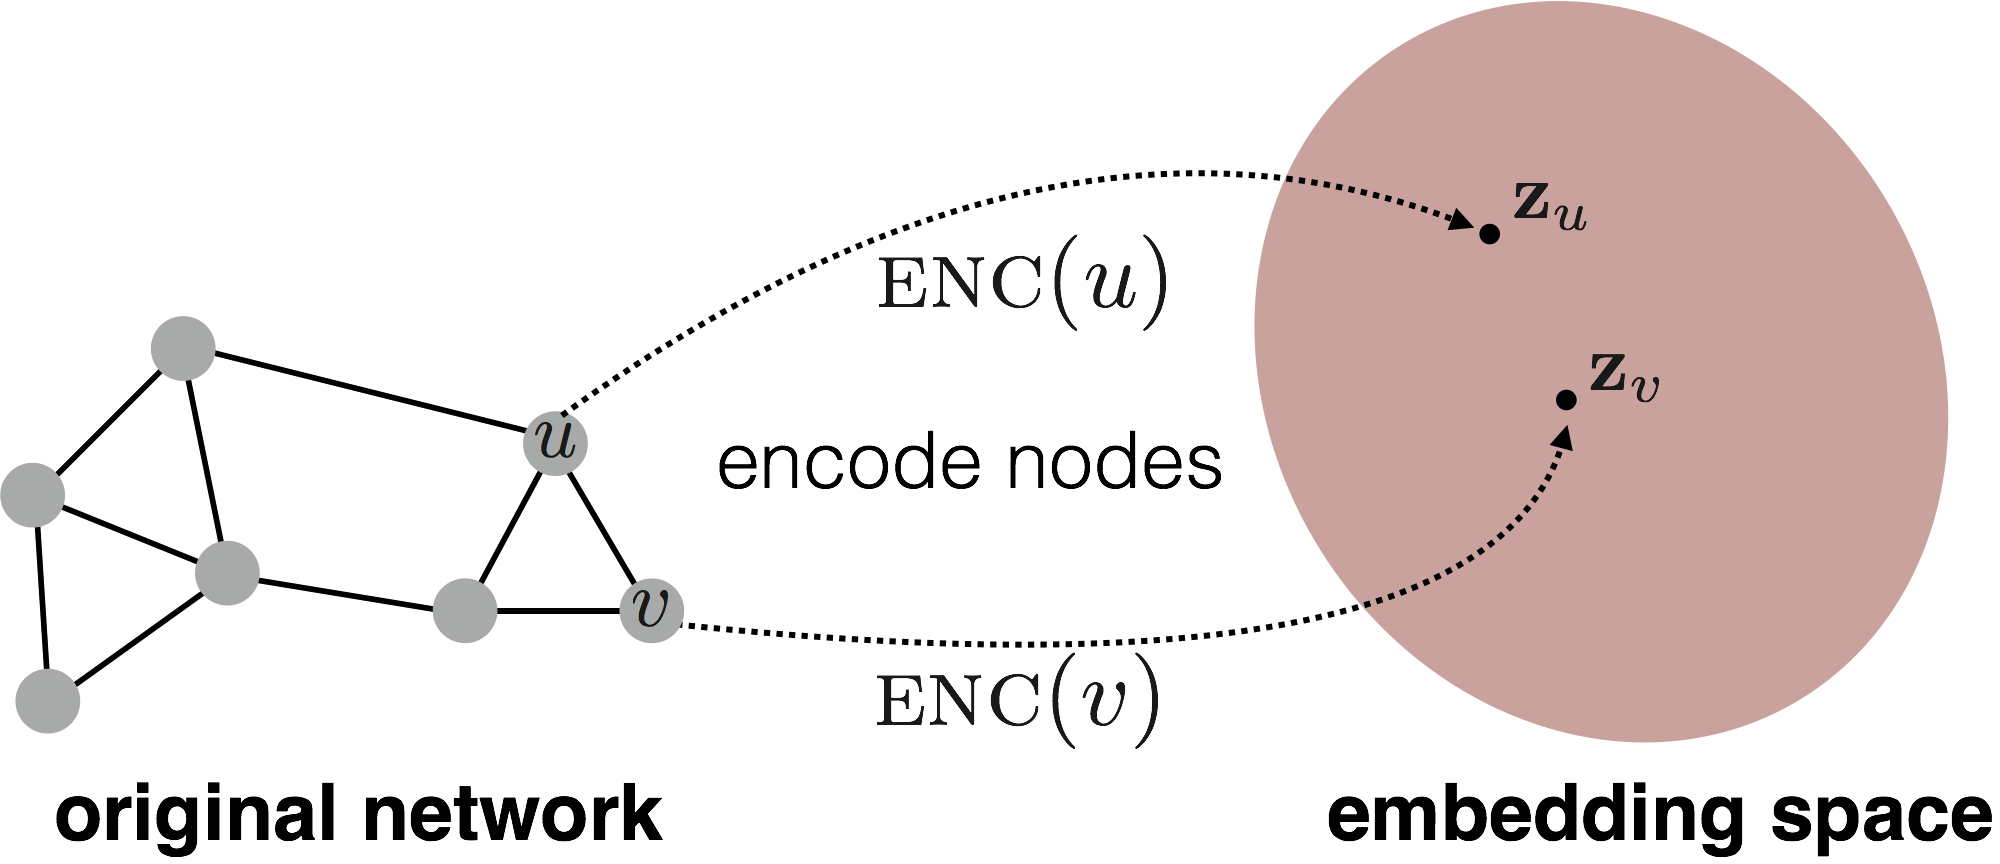 z_u
ENC(u)
z_v
u
encode nodes
v
ENC(v)
original network
embedding space